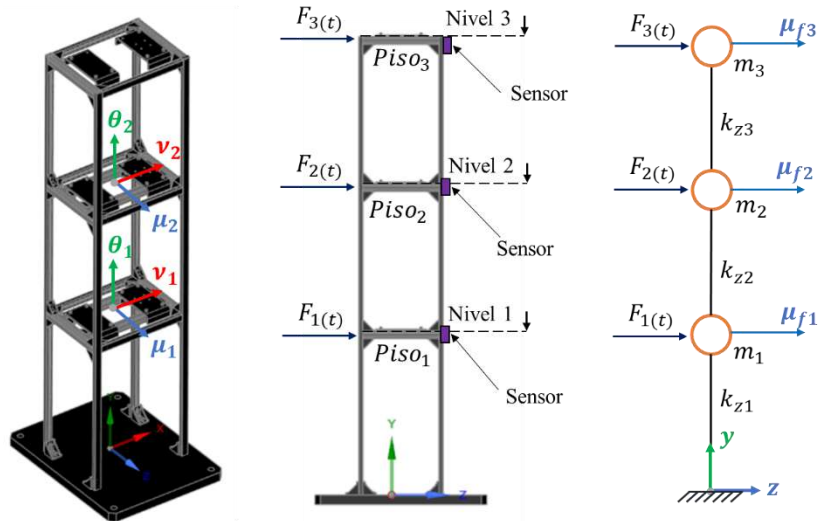 θ₂
ν₂
μ₂
θ₁
ν₁
μ₁
Y
X
Z
F₃₍ₜ₎
Nivel 3
Piso₃
Sensor
F₂₍ₜ₎
Nivel 2
Piso₂
Sensor
F₁₍ₜ₎
Nivel 1
Piso₁
Sensor
Y
Z
F₃₍ₜ₎
μf3
m₃
kz3
F₂₍ₜ₎
μf2
m₂
kz2
F₁₍ₜ₎
μf1
m₁
kz1
y
z